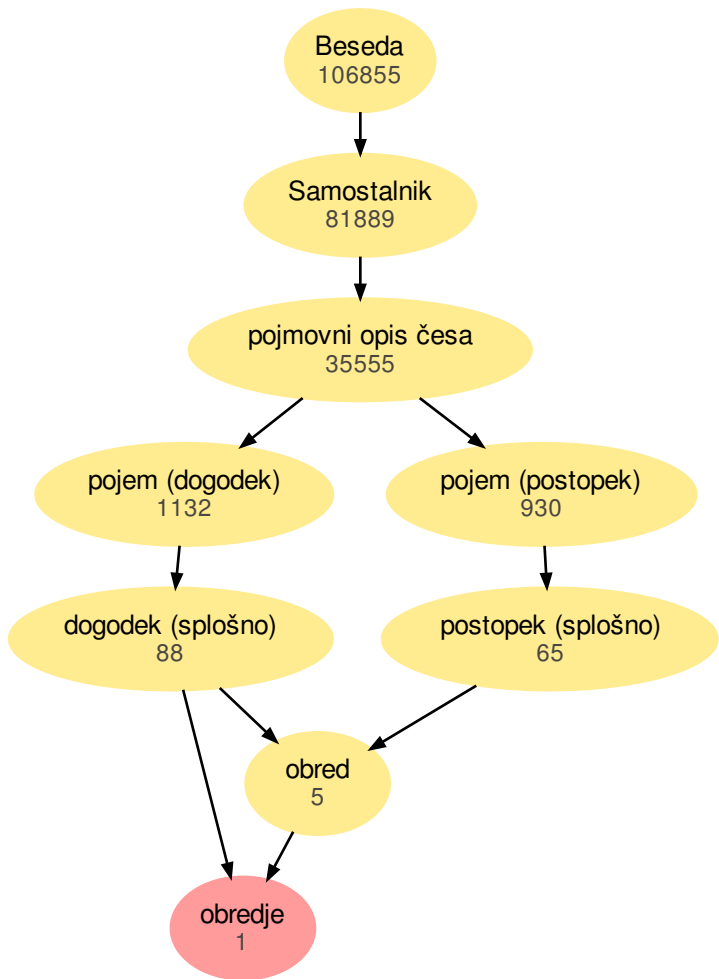 Beseda
106855
Samostalnik
81889
pojmovni opis česa
35555
pojem (dogodek)
1132
pojem (postopek)
930
dogodek (splošno)
88
postopek (splošno)
65
obred
5
obredje
1